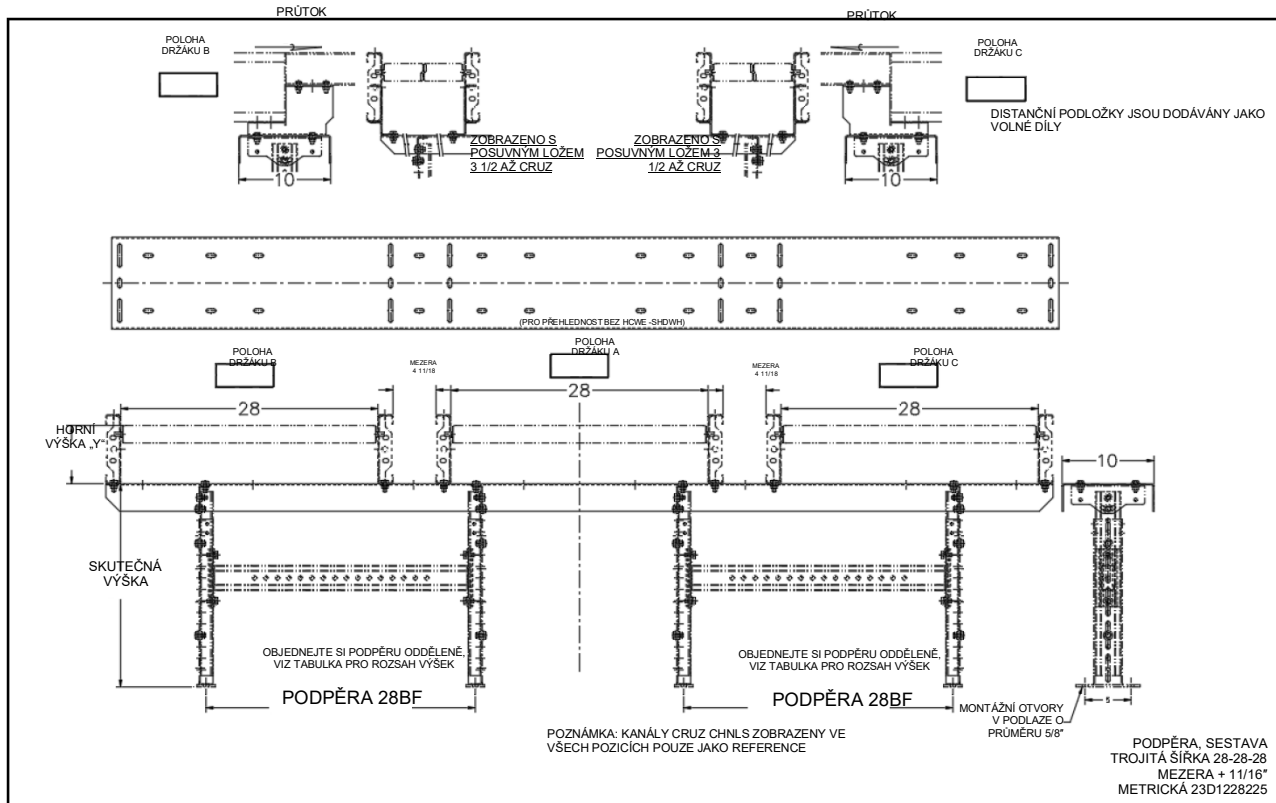 PRŮTOK
PRŮTOK
POLOHA
DRŽÁKU B
POLOHA
DRŽÁKU C
DISTANČNÍ PODLOŽKY JSOU DODÁVÁNY JAKO
VOLNÉ DÍLY
ZOBRAZENO S
POSUVNÝM LOŽEM
3 1/2 AŽ CRUZ
ZOBRAZENO S
POSUVNÝM LOŽEM 3
1/2 AŽ CRUZ
10
10
(PRO PŘEHLEDNOST BEZ HCWE -SHDWH)
POLOHA
DRŽÁKU B
MEZERA
4 11/18
POLOHA
DRŽÁKU A
MEZERA
4 11/18
POLOHA
DRŽÁKU C
28
28
28
HORNÍ
VÝŠKA „Y“
10
SKUTEČNÁ
VÝŠKA
OBJEDNEJTE SI PODPĚRU ODDĚLENĚ,
VIZ TABULKA PRO ROZSAH VÝŠEK
OBJEDNEJTE SI PODPĚRU ODDĚLENĚ,
VIZ TABULKA PRO ROZSAH VÝŠEK
PODPĚRA 28BF
PODPĚRA 28BF
5
MONTÁŽNÍ OTVORY
V PODLAZE O
PRŮMĚRU 5/8"
POZNÁMKA: KANÁLY CRUZ CHNLS ZOBRAZENY VE
VŠECH POZICÍCH POUZE JAKO REFERENCE
PODPĚRA, SESTAVA
TROJITÁ ŠÍŘKA 28-28-28
MEZERA + 11/16"
METRICKÁ 23D1228225